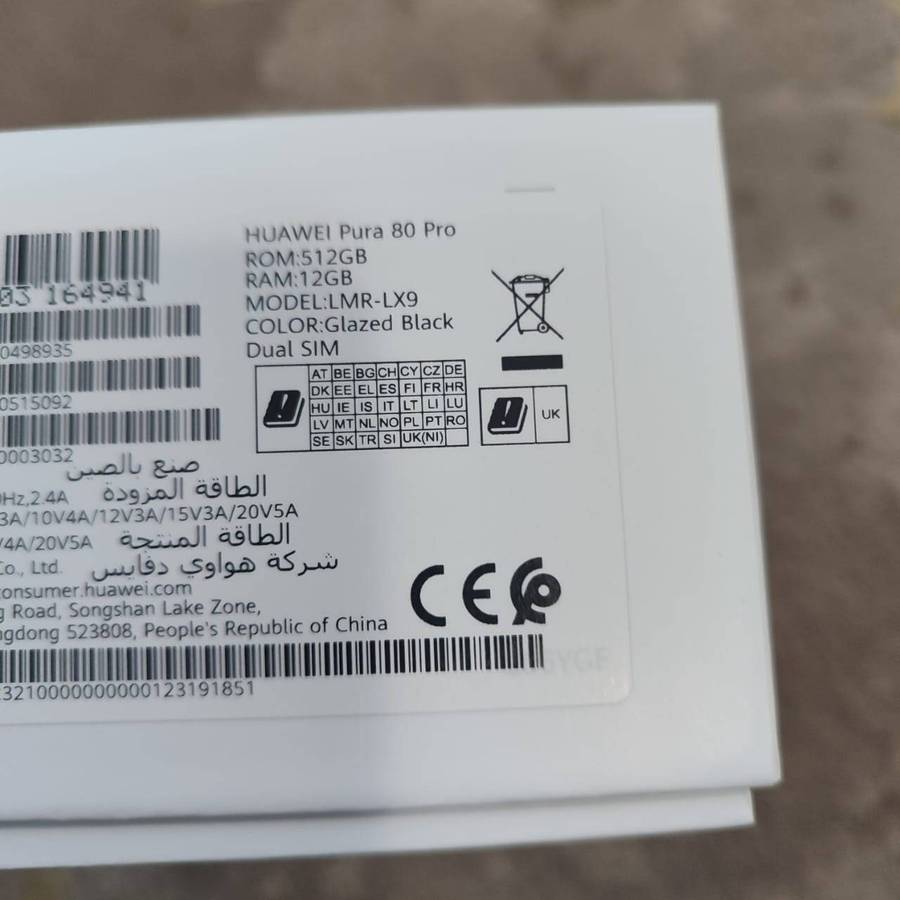 HUAWEI Pura 80 Pro
ROM:512GB
RAM:12GB
MODEL:LMR-LX9
COLOR:Glazed Black
Dual SIM
AT BE BG CH CY CZ DE
DK EE EL ES FI FR HR
HU IE IS IT LT LI LU
LV MT NL NO PL PT RO
SE SK TR SI UK(NI)
UK
03 164941
0498935
0515092
0003032
صنع بالصين
Hz,2.4A الطاقة المزودة
3A/10V4A/12V3A/15V3A/20V5A
/4A/20V5A الطاقة المنتجة
Co., Ltd. شركة هواوي دفايس
consumer.huawei.com
g Road, Songshan Lake Zone,
ngdong 523808, People's Republic of China
CE
3210000000000123191851